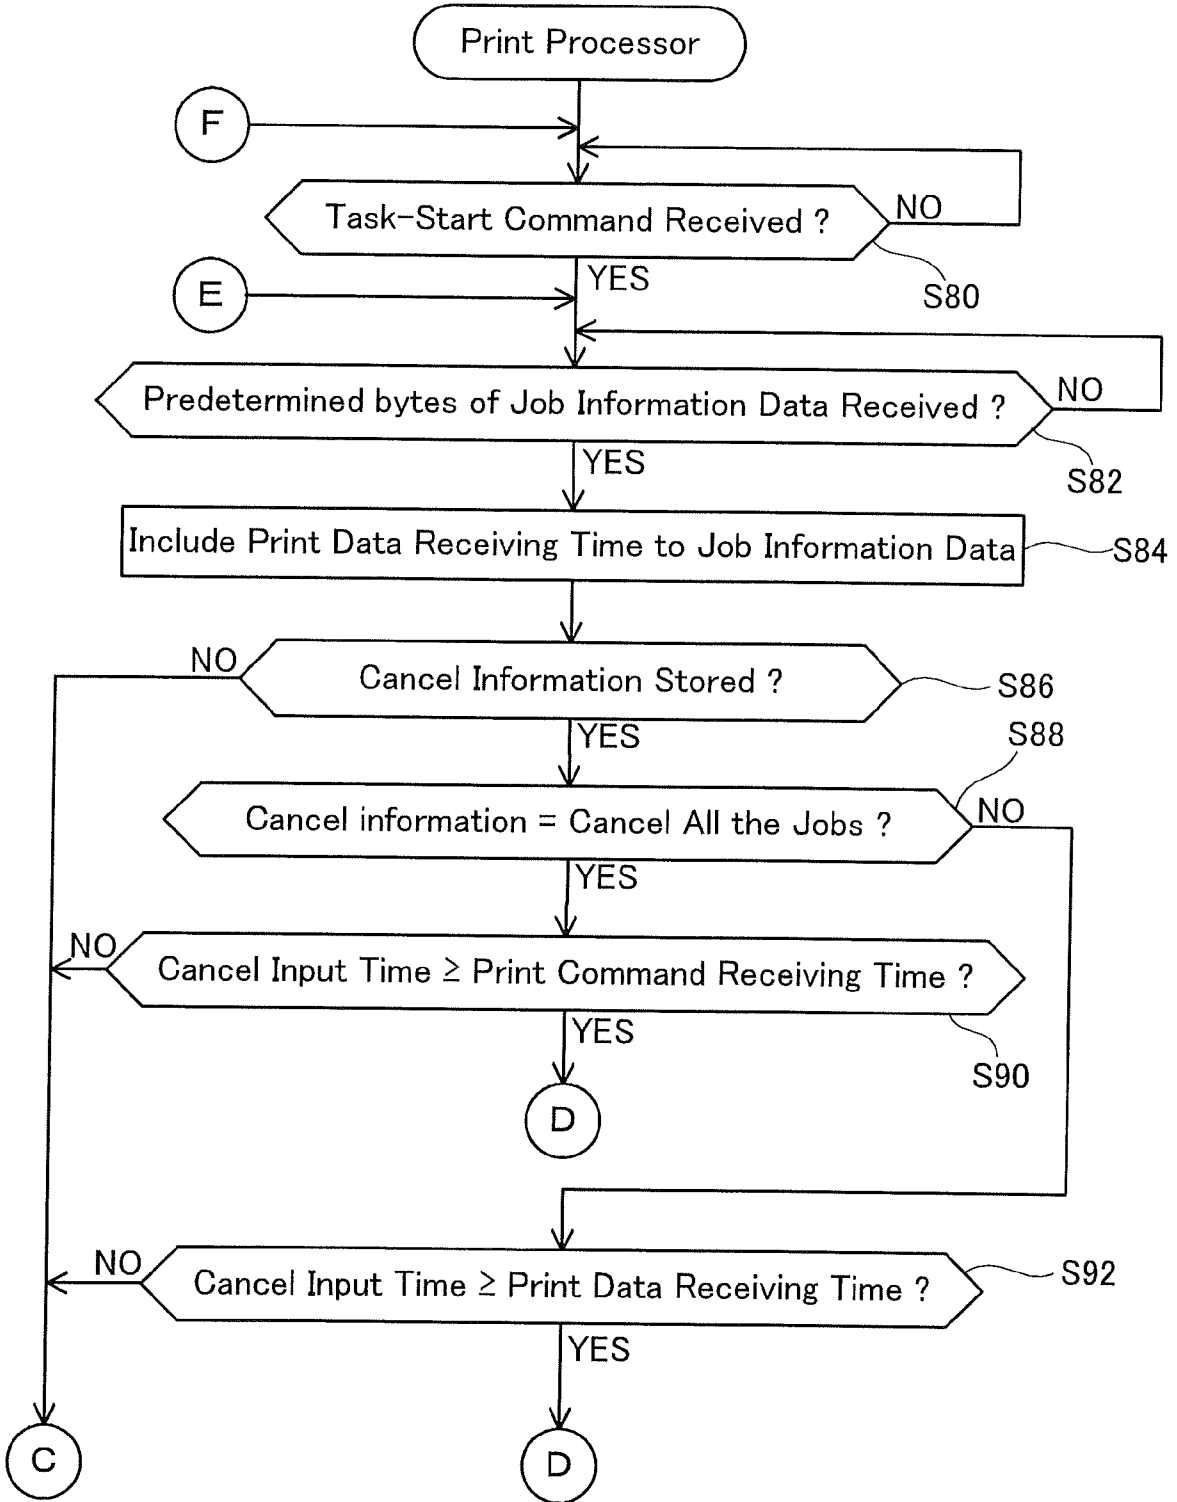 Print Processor
F
Task-Start Command Received ?
NO
YES
S80
E
Predetermined bytes of Job Information Data Received ?
NO
YES
S82
Include Print Data Receiving Time to Job Information Data
S84
NO
Cancel Information Stored ?
S86
YES
S88
Cancel information = Cancel All the Jobs ?
NO
YES
NO
Cancel Input Time ≥ Print Command Receiving Time ?
YES
S90
D
NO
Cancel Input Time ≥ Print Data Receiving Time ?
S92
YES
C
D